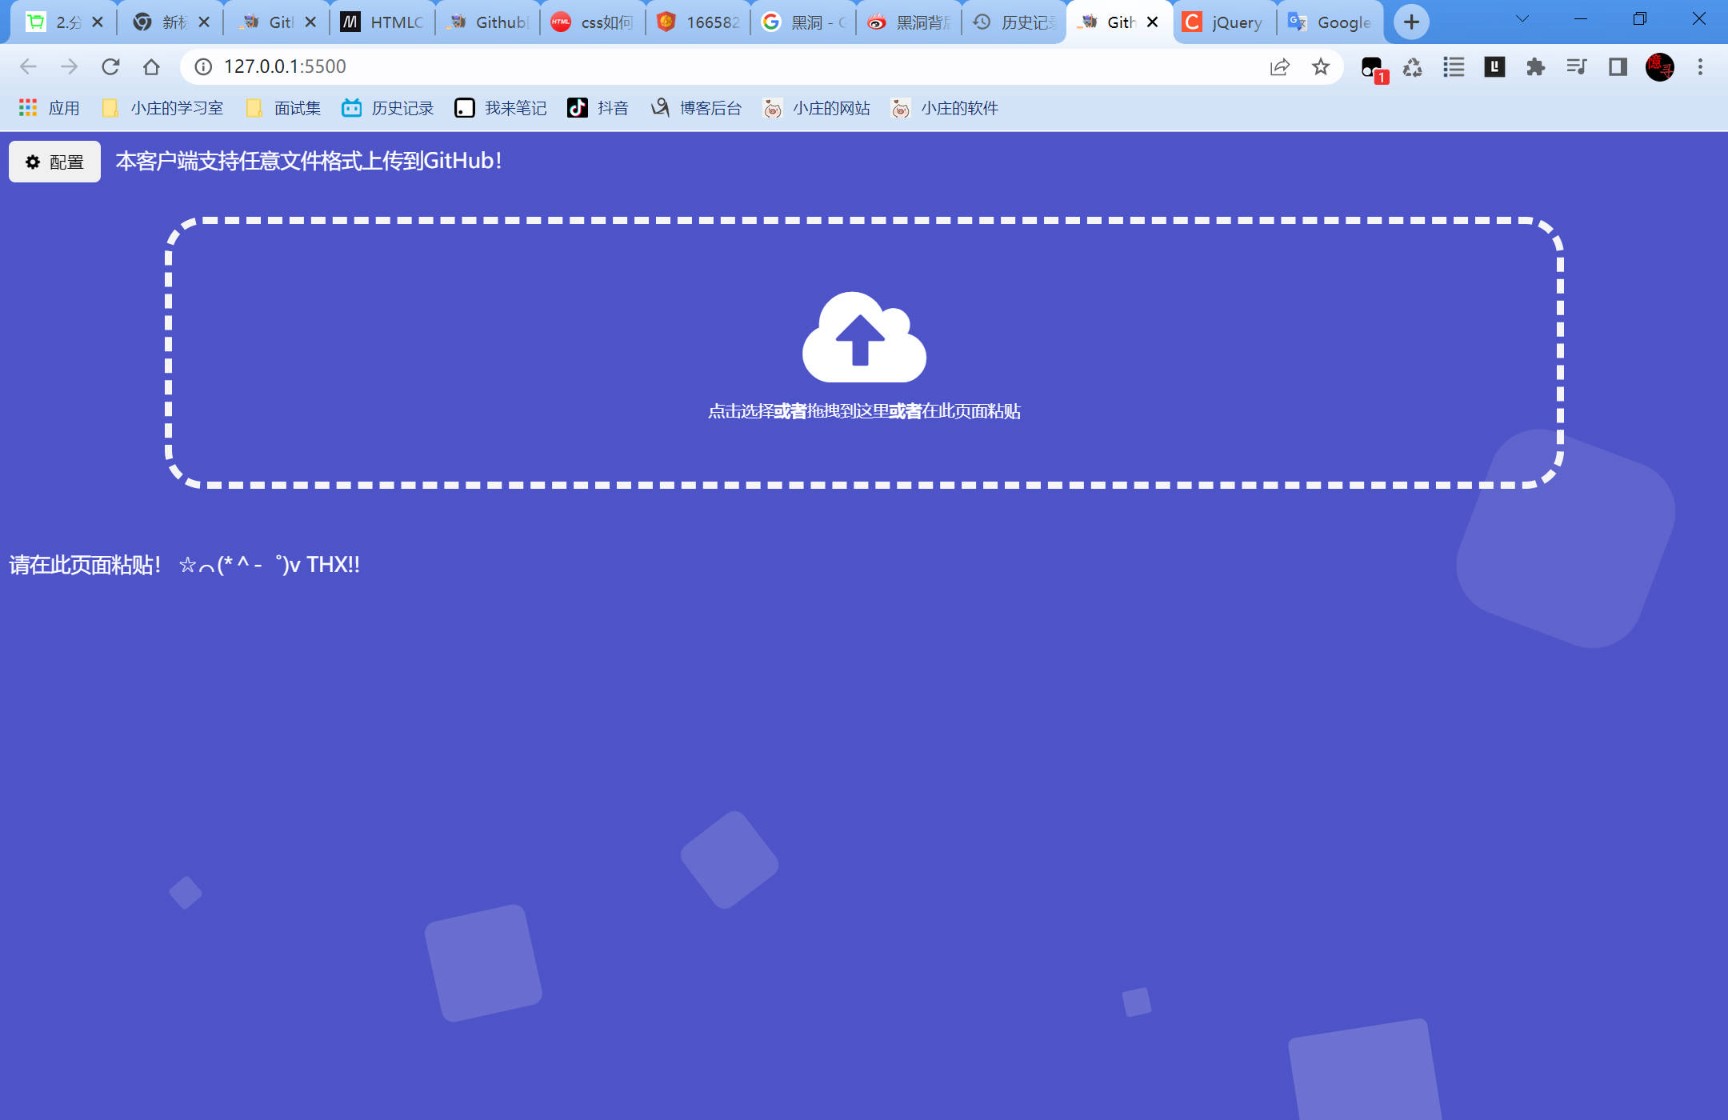 2.分
新标
Git
HTMLC
Github
css如何
166582
黑洞 - G
黑洞背
历史记录
Gith
jQuery
Google
127.0.0.1:5500
1
应用 小庄的学习室 面试集 历史记录 我来笔记 抖音 博客后台 小庄的网站 小庄的软件
配置 本客户端支持任意文件格式上传到GitHub！
点击选择或者拖拽到这里或者在此页面粘贴
请在此页面粘贴！ ☆⌒(*＾-゜)v THX!!